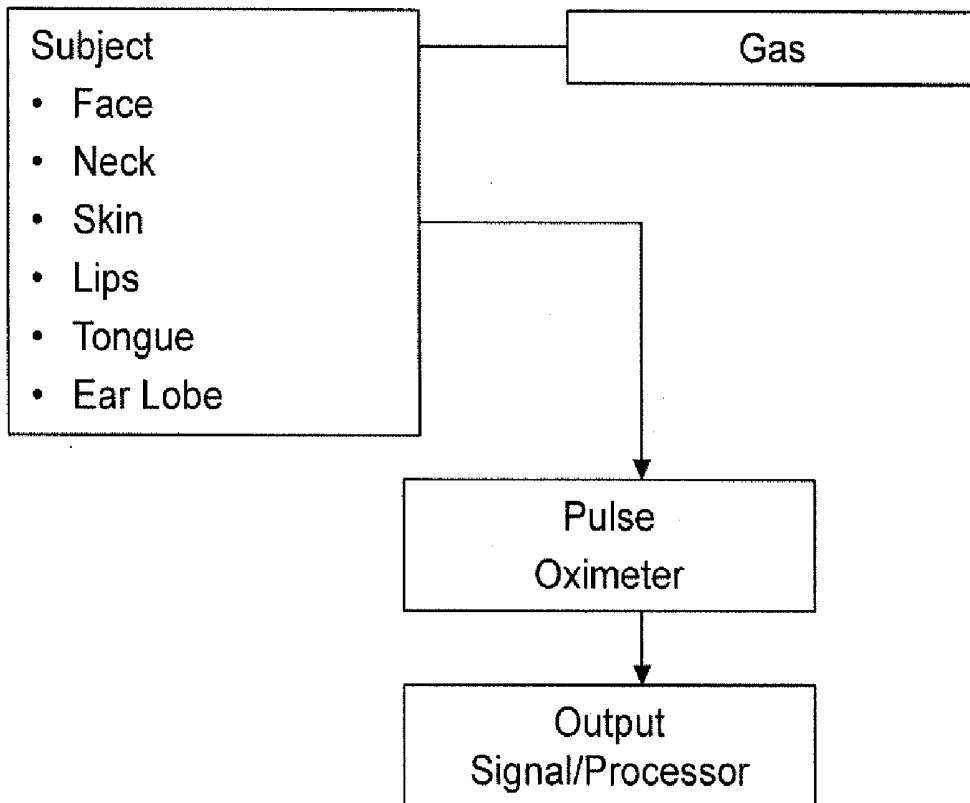 Subject
• Face
• Neck
• Skin
• Lips
• Tongue
• Ear Lobe
Gas
Pulse
Oximeter
Output
Signal/Processor